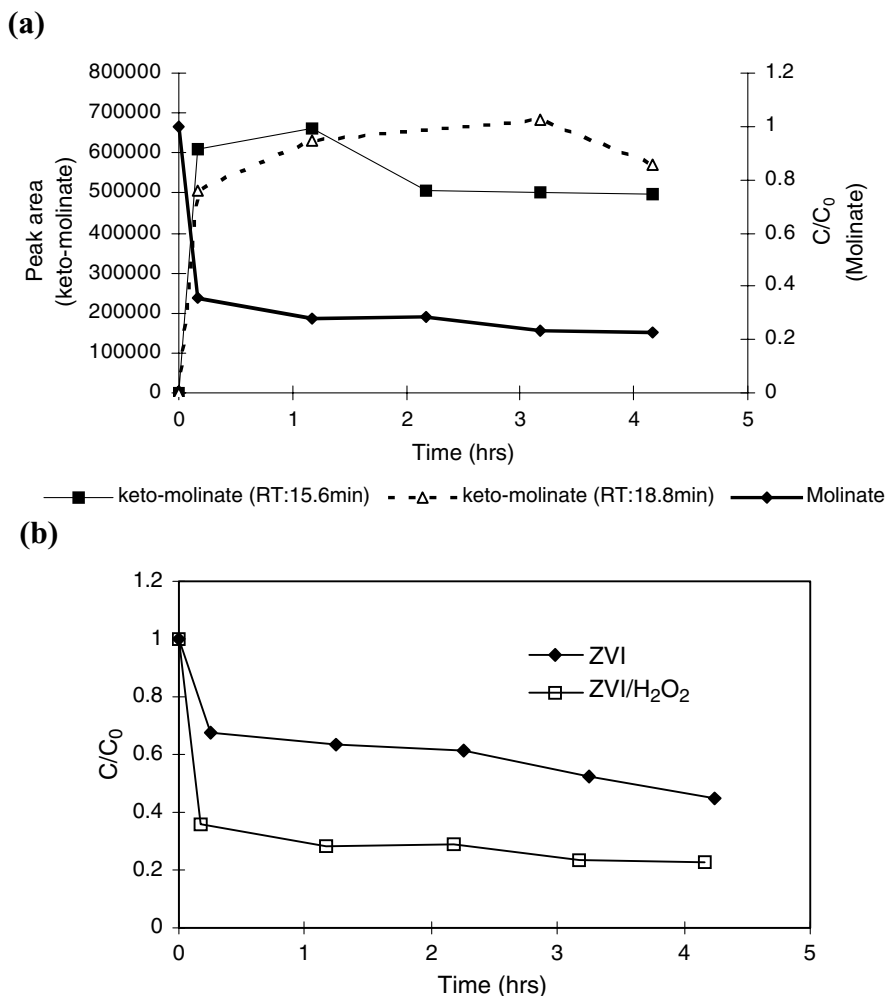 (a)
800000
700000
600000
500000
400000
300000
200000
100000
0
Peak area
(keto-molinate)
1.2
1
0.8
0.6
0.4
0.2
0
C/C₀
(Molinate)
0 1 2 3 4 5
Time (hrs)
keto-molinate (RT:15.6min) keto-molinate (RT:18.8min) Molinate
(b)
1.2
1
0.8
0.6
0.4
0.2
0
C/C₀
ZVI
ZVI/H₂O₂
0 1 2 3 4 5
Time (hrs)